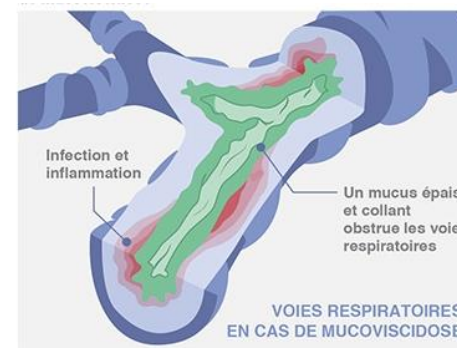 Infection et
inflammation
Un mucus épais
et collant
obstrue les voie
respiratoires
VOIES RESPIRATOIRES
EN CAS DE MUCOVISCIDOSE